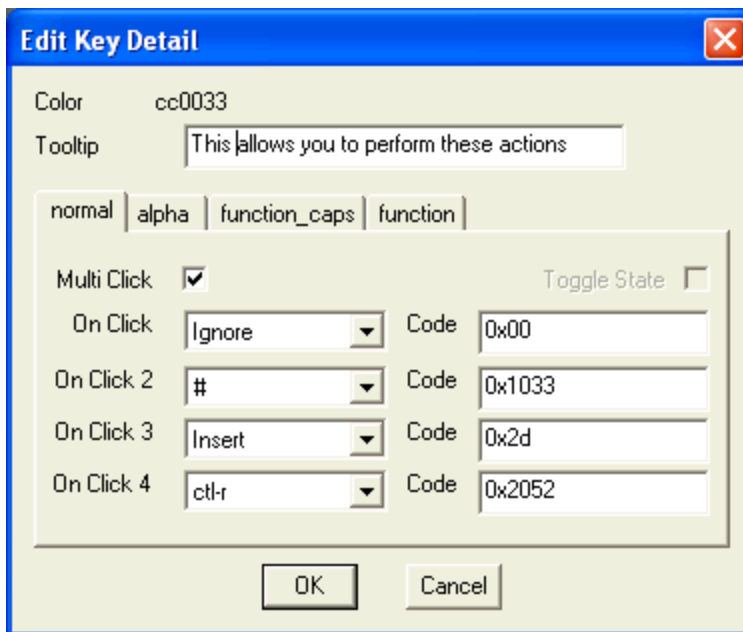 Edit Key Detail
Color cc0033
Tooltip This allows you to perform these actions
normal alpha function_caps function
Multi Click Toggle State
On Click Ignore Code 0x00
On Click 2 # Code 0x1033
On Click 3 Insert Code 0x2d
On Click 4 ctl-r Code 0x2052
OK Cancel